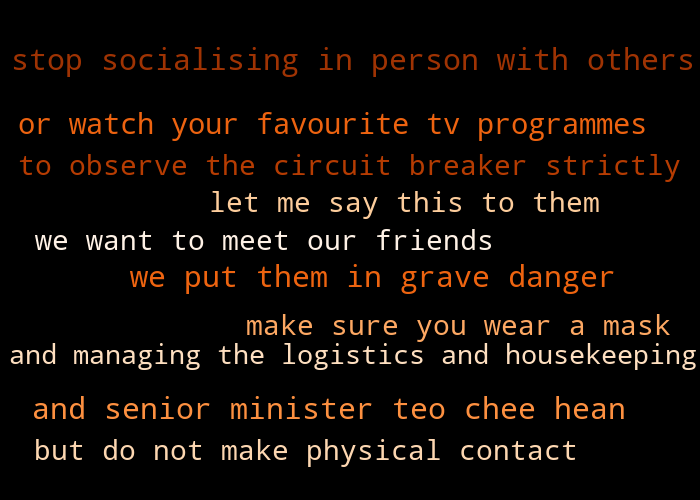 stop socialising in person with others
or watch your favourite tv programmes
to observe the circuit breaker strictly
let me say this to them
we want to meet our friends
we put them in grave danger
make sure you wear a mask
and managing the logistics and housekeeping
and senior minister teo chee hean
but do not make physical contact